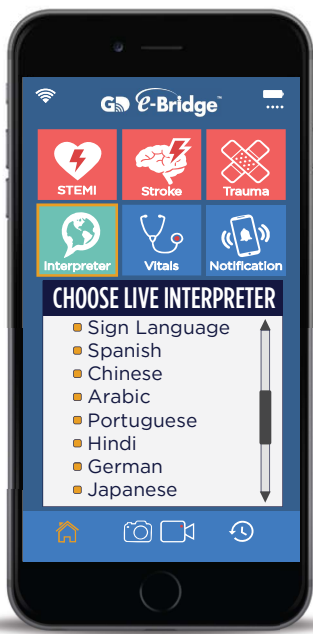 GD e-Bridge™
STEMI Stroke Trauma
Interpreter Vitals Notification
CHOOSE LIVE INTERPRETER
Sign Language
Spanish
Chinese
Arabic
Portuguese
Hindi
German
Japanese